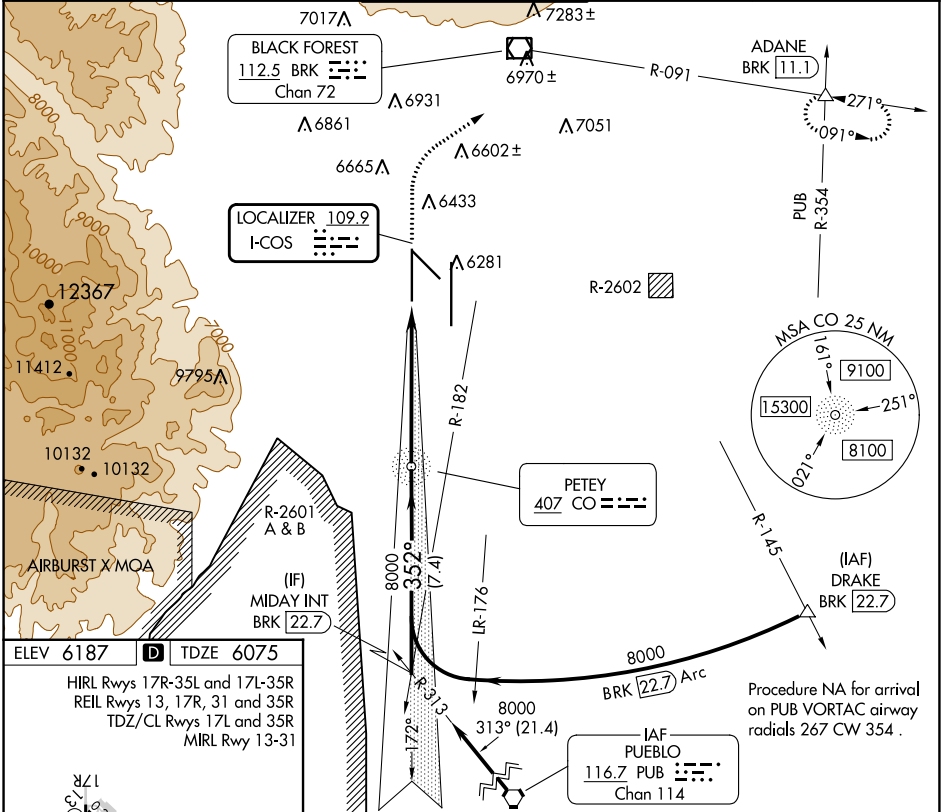 7017
7283±
BLACK FOREST
112.5 BRK
Chan 72
6970±
R-091
ADANE
BRK 11.1
271°
091°
8000
6931
6861
7051
6602±
6665
6433
PUB
R-354
9000
LOCALIZER 109.9
I-COS
6281
10000
R-2602
12367
11000
7000
MSA CO 25 NM
161°
9100
11412
9795
15300
251°
R-182
8100
021°
10132
10132
PETEY
407 CO
R-2601
A & B
R-145
AIRBURST X MOA
8000
352°
(7.4)
(IF)
MIDAY INT
BRK 22.7
LR-176
(IAF)
DRAKE
BRK 22.7
8000
BRK 22.7 Arc
ELEV 6187 D TDZE 6075
HIRL Rwys 17R-35L and 17L-35R
REIL Rwys 13, 17R, 31 and 35R
TDZ/CL Rwys 17L and 35R
MIRL Rwy 13-31
R-313
172°
8000
313° (21.4)
Procedure NA for arrival
on PUB VORTAC airway
radials 267 CW 354 .
IAF
PUEBLO
116.7 PUB
Chan 114
17R